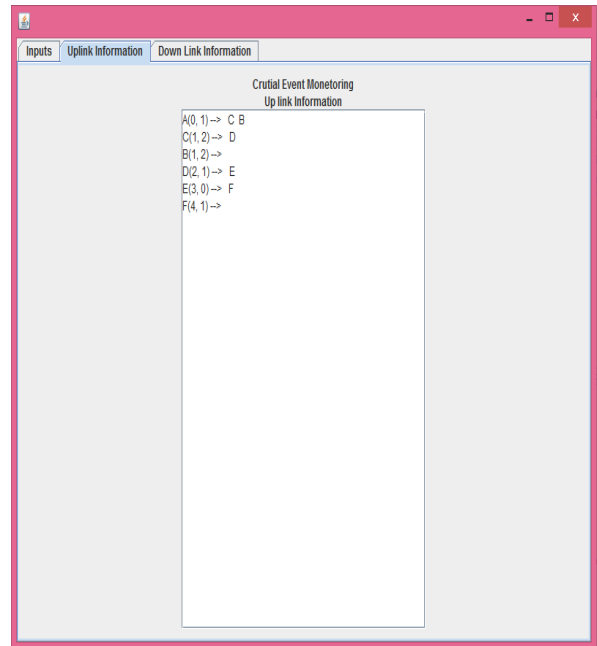 x
Inputs Uplink Information Down Link Information
Crutial Event Monetoring
Up link Information
A(0, 1) --> C B
C(1, 2) --> D
B(1, 2) -->
D(2, 1) --> E
E(3, 0) --> F
F(4, 1) -->